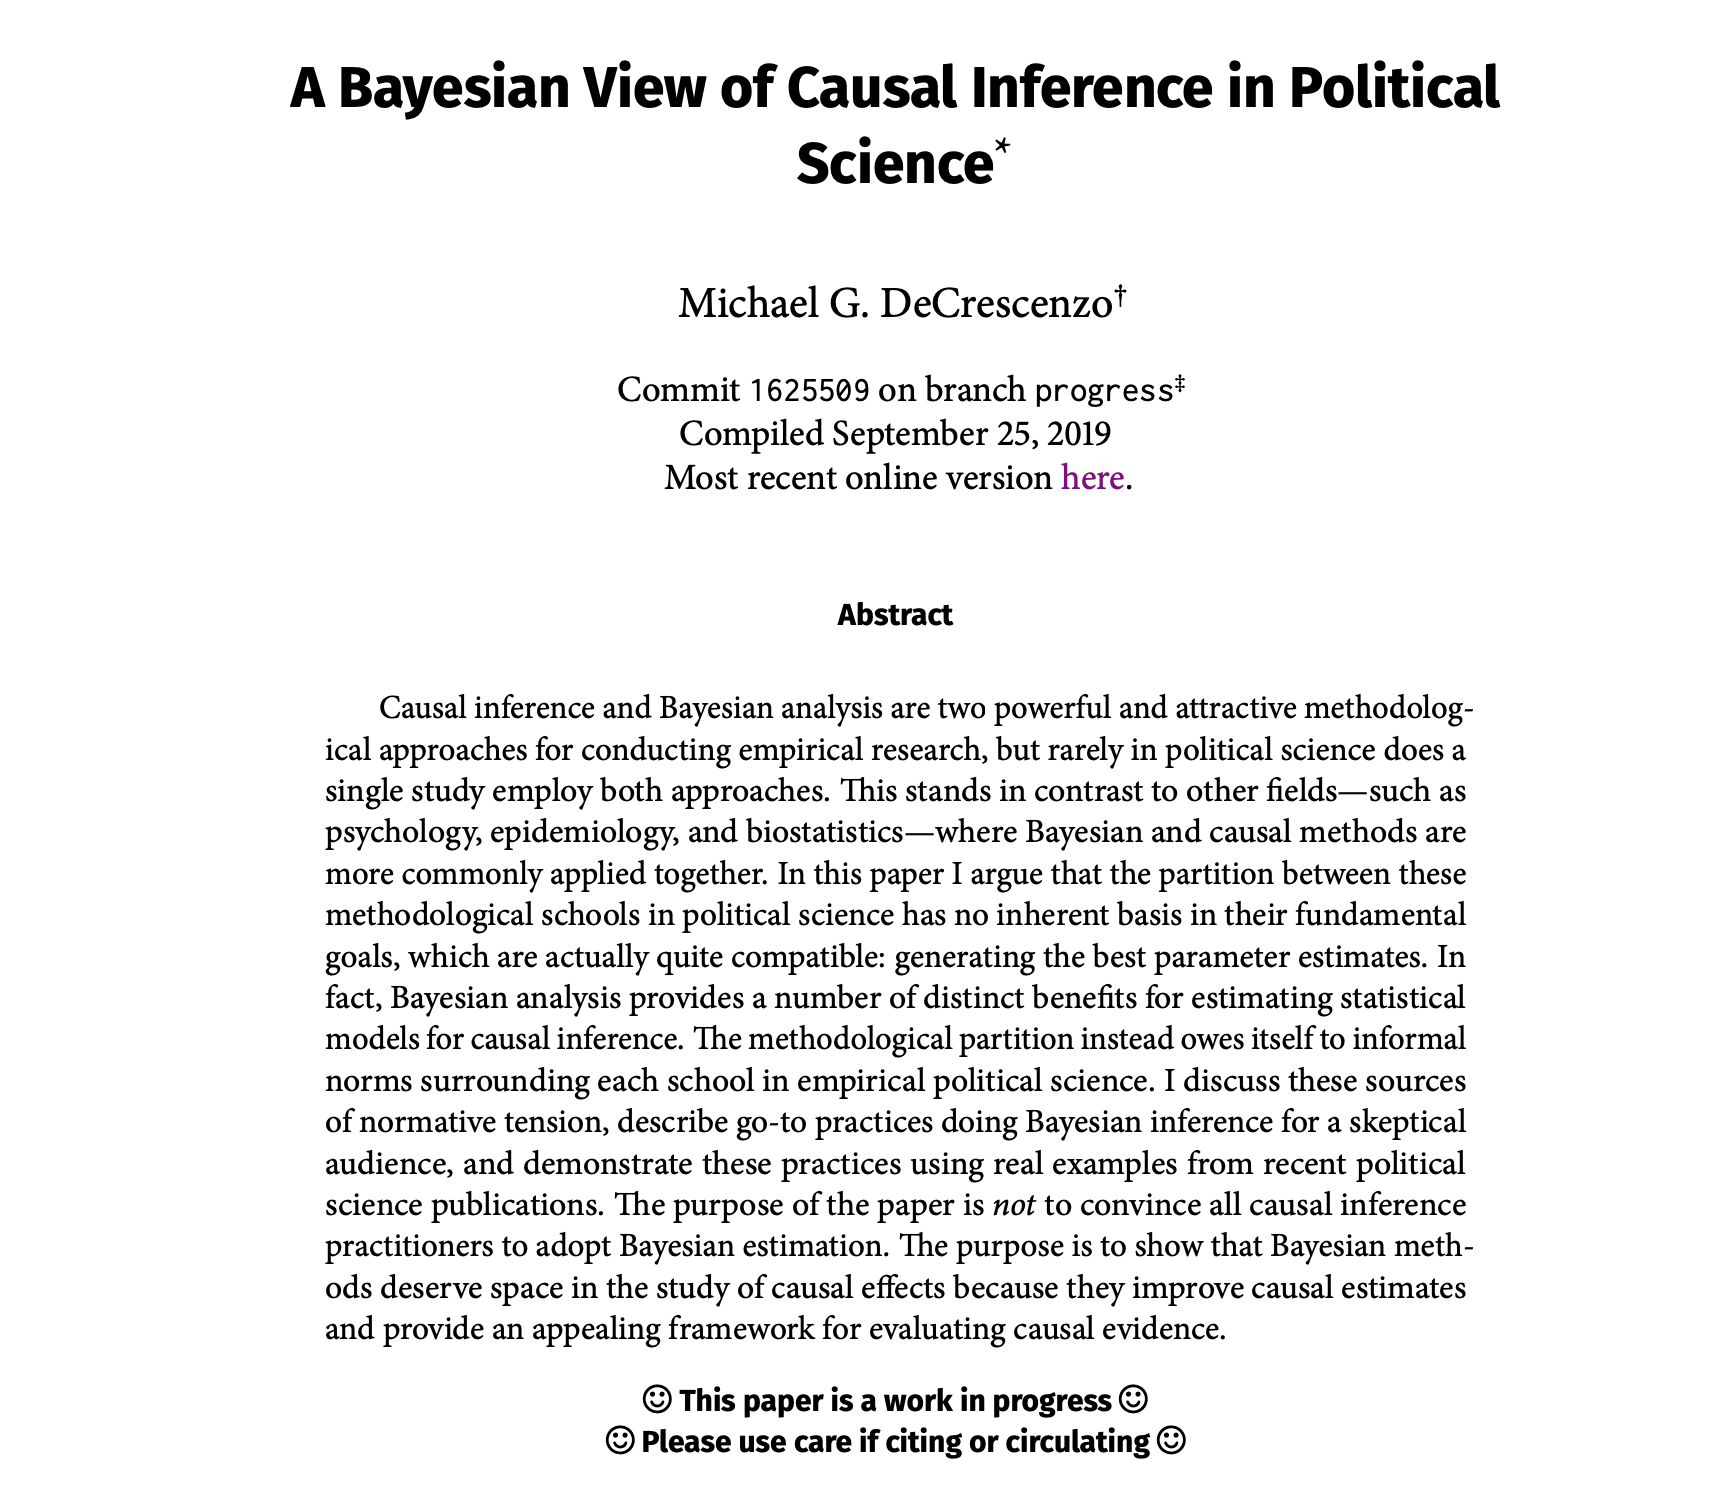 A Bayesian View of Causal Inference in Political
Science*
Michael G. DeCrescenzo†
Commit 1625509 on branch progress‡
Compiled September 25, 2019
Most recent online version here.
Abstract
Causal inference and Bayesian analysis are two powerful and attractive methodolog-
ical approaches for conducting empirical research, but rarely in political science does a
single study employ both approaches. This stands in contrast to other fields—such as
psychology, epidemiology, and biostatistics—where Bayesian and causal methods are
more commonly applied together. In this paper I argue that the partition between these
methodological schools in political science has no inherent basis in their fundamental
goals, which are actually quite compatible: generating the best parameter estimates. In
fact, Bayesian analysis provides a number of distinct benefits for estimating statistical
models for causal inference. The methodological partition instead owes itself to informal
norms surrounding each school in empirical political science. I discuss these sources
of normative tension, describe go-to practices doing Bayesian inference for a skeptical
audience, and demonstrate these practices using real examples from recent political
science publications. The purpose of the paper is not to convince all causal inference
practitioners to adopt Bayesian estimation. The purpose is to show that Bayesian meth-
ods deserve space in the study of causal effects because they improve causal estimates
and provide an appealing framework for evaluating causal evidence.
☺ This paper is a work in progress ☺
☺ Please use care if citing or circulating ☺